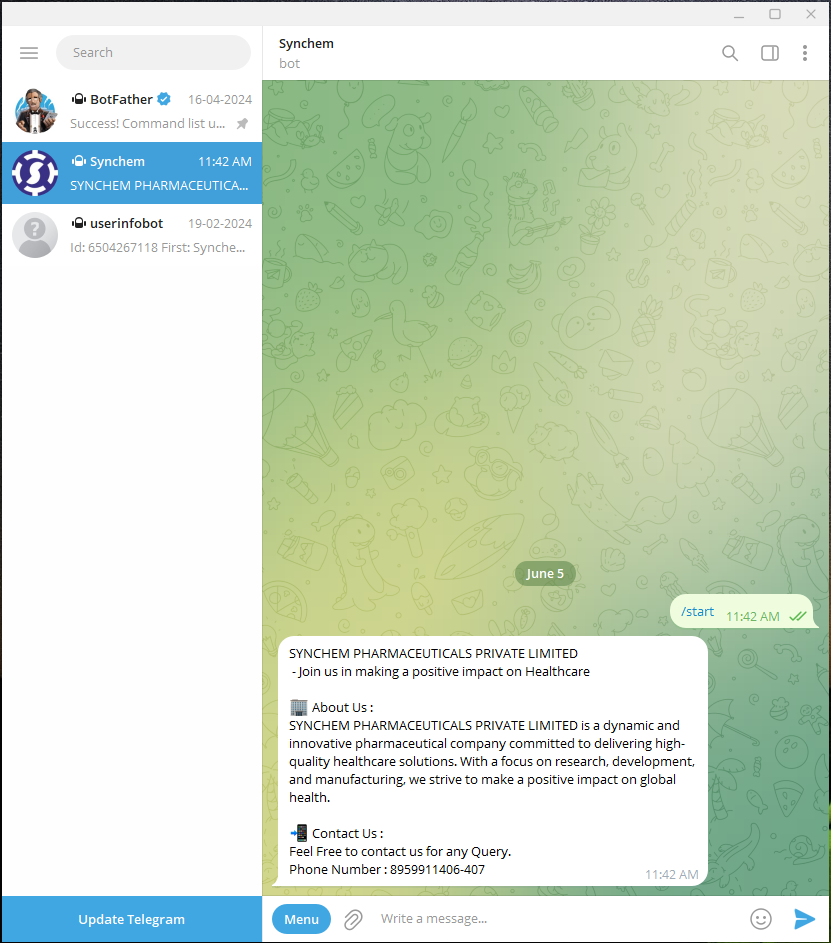 Search
BotFather 16-04-2024
Success! Command list u...
Synchem 11:42 AM
SYNCHEM PHARMACEUTICA...
userinfobot 19-02-2024
Id: 6504267118 First: Synche...
Update Telegram
Synchem
bot
June 5
/start 11:42 AM
SYNCHEM PHARMACEUTICALS PRIVATE LIMITED
- Join us in making a positive impact on Healthcare
🏢 About Us :
SYNCHEM PHARMACEUTICALS PRIVATE LIMITED is a dynamic and
innovative pharmaceutical company committed to delivering high-
quality healthcare solutions. With a focus on research, development,
and manufacturing, we strive to make a positive impact on global
health.
📲 Contact Us :
Feel Free to contact us for any Query.
Phone Number : 8959911406-407
11:42 AM
Menu
Write a message...